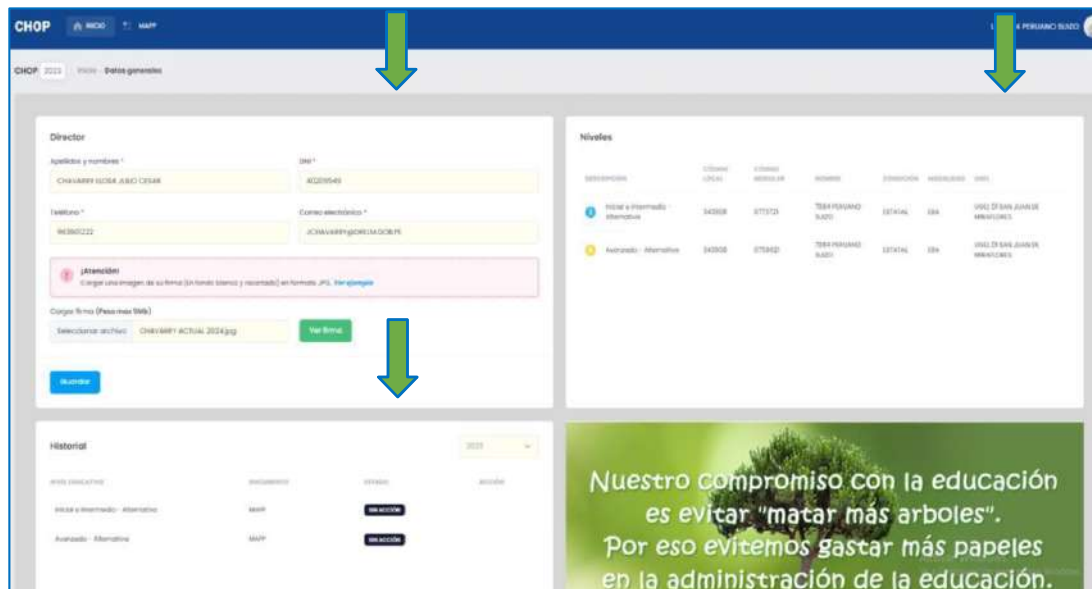 CHOP INICIO MAPP
PERUANO SUIZO
CHOP 2023 Inicio - Datos generales
Director
Apellidos y nombres *
DNI *
JULIO CESAR
Teléfono *
Correo electrónico *
¡Atención!
Cargar una imagen de su firma (En fondo blanco y recortado) en formato JPG. Ver ejemplo
Cargar firma (Peso max 5Mb)
Seleccionar archivo CHAVARRY ACTUAL 2024.jpg
Ver firma
Guardar
Niveles
DESCRIPCIÓN CÓDIGO LOCAL CÓDIGO MODULAR NOMBRE CONDICIÓN MODALIDAD UGEL
Inicial e Intermedio -
Alternativa
PERUANO
SUIZO
ESTATAL EBA
UGEL 01 SAN JUAN DE
MIRAFLORES
Avanzado - Alternativa
PERUANO
SUIZO
ESTATAL EBA
UGEL 01 SAN JUAN DE
MIRAFLORES
Historial
2023
NIVEL EDUCATIVO DOCUMENTO ESTADO ACCIÓN
Inicial e Intermedio - Alternativa MAPP SIN ACCIÓN
Avanzado - Alternativa MAPP SIN ACCIÓN
Nuestro compromiso con la educación
es evitar "matar más arboles".
Por eso evitemos gastar más papeles
en la administración de la educación.